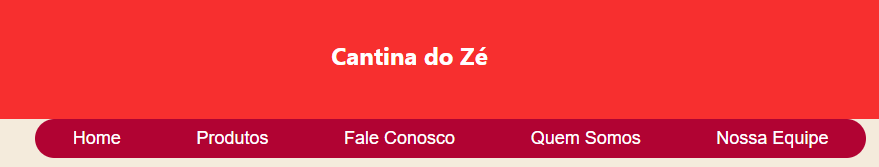 Cantina do Zé
Home Produtos Fale Conosco Quem Somos Nossa Equipe